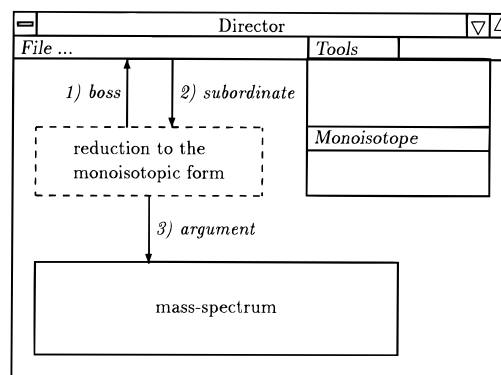 Director
File ...
Tools
1) boss
2) subordinate
Monoisotope
reduction to the
monoisotopic form
3) argument
mass-spectrum